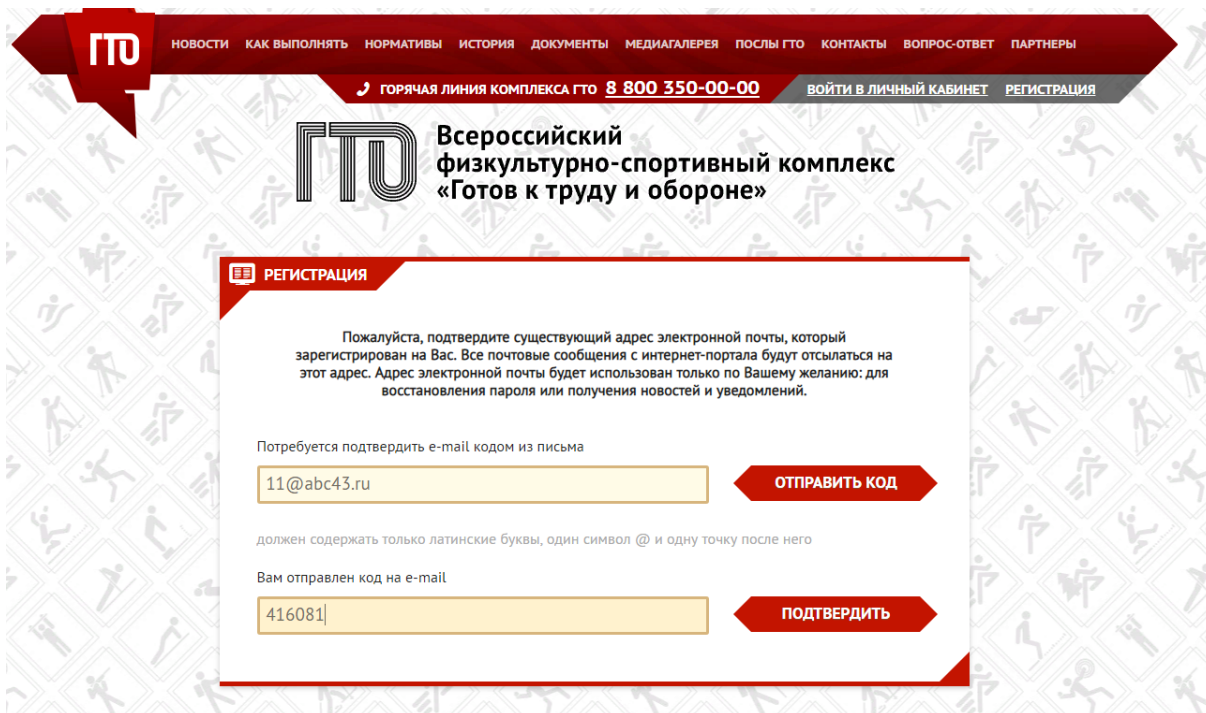 ГТО
НОВОСТИ КАК ВЫПОЛНЯТЬ НОРМАТИВЫ ИСТОРИЯ ДОКУМЕНТЫ МЕДИАГАЛЕРЕЯ ПОСЛЫ ГТО КОНТАКТЫ ВОПРОС-ОТВЕТ ПАРТНЕРЫ
ГОРЯЧАЯ ЛИНИЯ КОМПЛЕКСА ГТО 8 800 350-00-00 ВОЙТИ В ЛИЧНЫЙ КАБИНЕТ РЕГИСТРАЦИЯ
ГТО
Всероссийский
физкультурно-спортивный комплекс
«Готов к труду и обороне»
РЕГИСТРАЦИЯ
Пожалуйста, подтвердите существующий адрес электронной почты, который
зарегистрирован на Вас. Все почтовые сообщения с интернет-портала будут отсылаться на
этот адрес. Адрес электронной почты будет использован только по Вашему желанию: для
восстановления пароля или получения новостей и уведомлений.
Потребуется подтвердить e-mail кодом из письма
11@abc43.ru ОТПРАВИТЬ КОД
должен содержать только латинские буквы, один символ @ и одну точку после него
Вам отправлен код на e-mail
416081 ПОДТВЕРДИТЬ